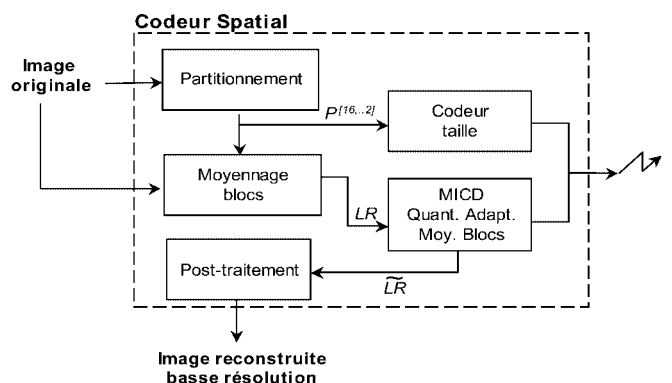 Codeur Spatial
Image
originale
Partitionnement
P[16,..2]
Codeur
taille
Moyennage
blocs
LR
MICD
Quant. Adapt.
Moy. Blocs
Post-traitement
L̃R̃
Image reconstruite
basse résolution